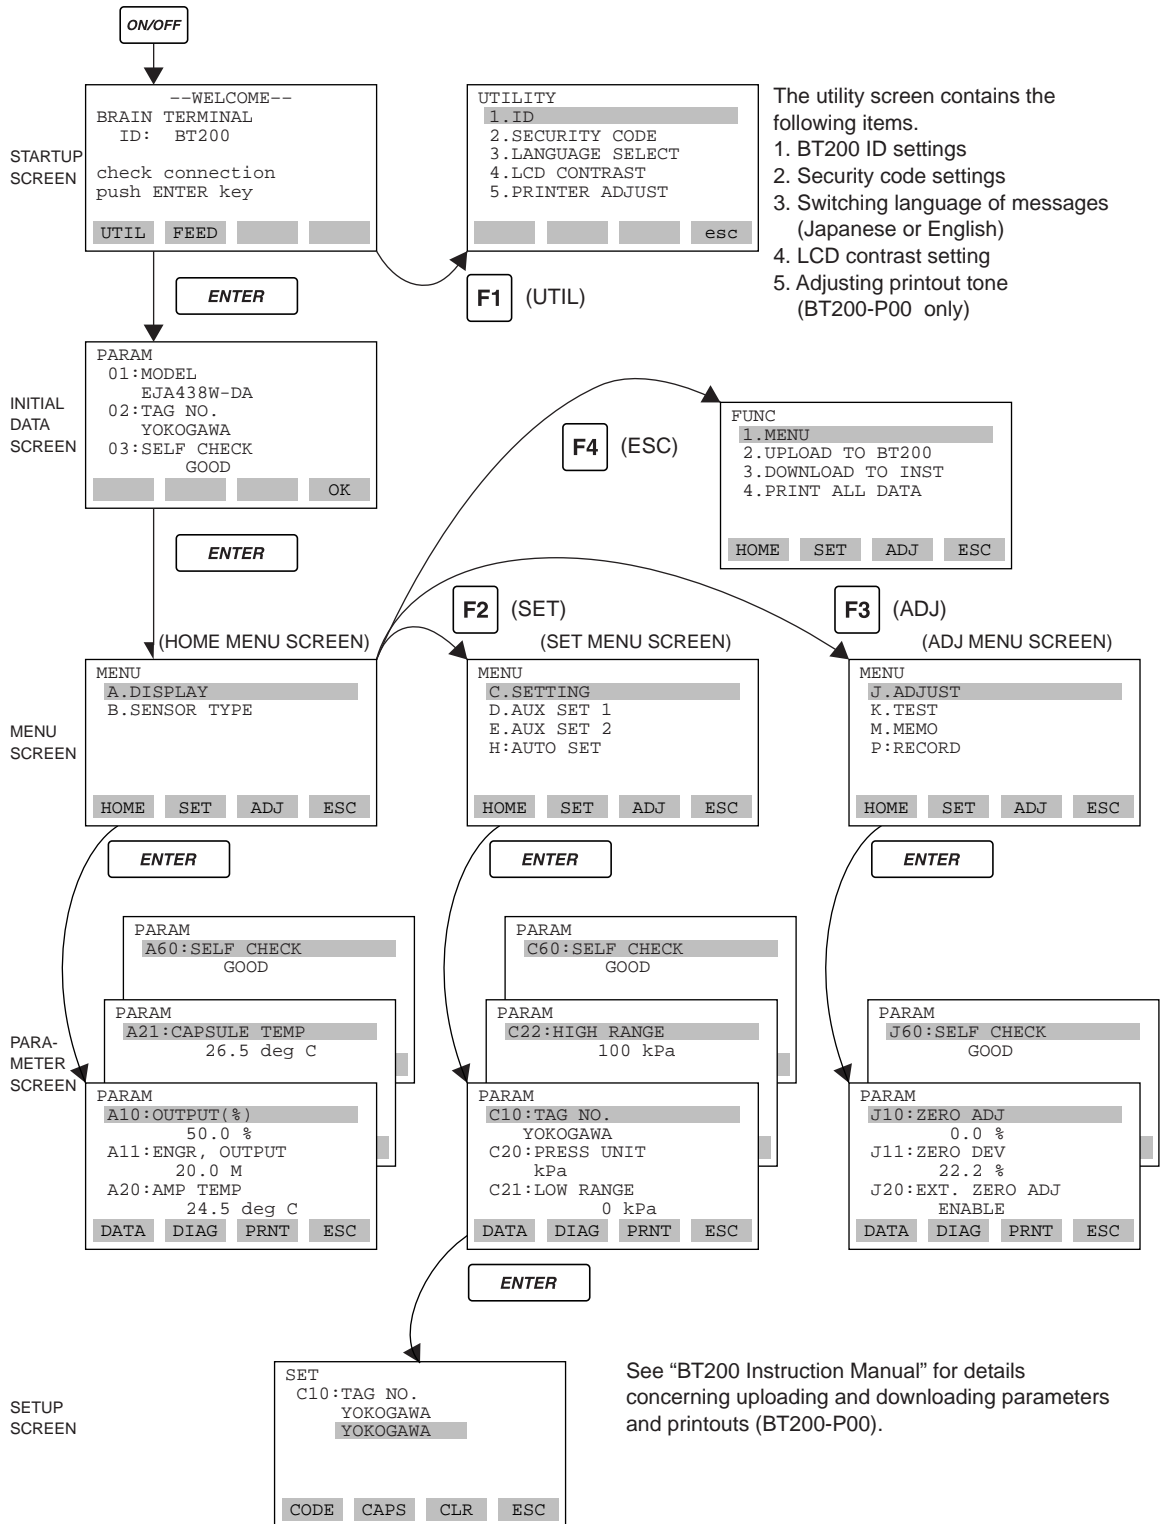 ON/OFF
STARTUP
SCREEN
--WELCOME--
BRAIN TERMINAL
ID: BT200
check connection
push ENTER key
UTIL FEED
UTILITY
1.ID
2.SECURITY CODE
3.LANGUAGE SELECT
4.LCD CONTRAST
5.PRINTER ADJUST
esc
The utility screen contains the
following items.
1. BT200 ID settings
2. Security code settings
3. Switching language of messages
(Japanese or English)
4. LCD contrast setting
5. Adjusting printout tone
(BT200-P00 only)
ENTER
F1 (UTIL)
INITIAL
DATA
SCREEN
PARAM
01:MODEL
EJA438W-DA
02:TAG NO.
YOKOGAWA
03:SELF CHECK
GOOD
OK
F4 (ESC)
FUNC
1.MENU
2.UPLOAD TO BT200
3.DOWNLOAD TO INST
4.PRINT ALL DATA
HOME SET ADJ ESC
ENTER
F2 (SET)
F3 (ADJ)
(HOME MENU SCREEN)
(SET MENU SCREEN)
(ADJ MENU SCREEN)
MENU
SCREEN
MENU
A.DISPLAY
B.SENSOR TYPE
HOME SET ADJ ESC
MENU
C.SETTING
D.AUX SET 1
E.AUX SET 2
H:AUTO SET
HOME SET ADJ ESC
MENU
J.ADJUST
K.TEST
M.MEMO
P:RECORD
HOME SET ADJ ESC
ENTER
ENTER
ENTER
PARA-
METER
SCREEN
PARAM
A60:SELF CHECK
GOOD
PARAM
A21:CAPSULE TEMP
26.5 deg C
PARAM
A10:OUTPUT(%)
50.0 %
A11:ENGR, OUTPUT
20.0 M
A20:AMP TEMP
24.5 deg C
DATA DIAG PRNT ESC
PARAM
C60:SELF CHECK
GOOD
PARAM
C22:HIGH RANGE
100 kPa
PARAM
C10:TAG NO.
YOKOGAWA
C20:PRESS UNIT
kPa
C21:LOW RANGE
0 kPa
DATA DIAG PRNT ESC
PARAM
J60:SELF CHECK
GOOD
PARAM
J10:ZERO ADJ
0.0 %
J11:ZERO DEV
22.2 %
J20:EXT. ZERO ADJ
ENABLE
DATA DIAG PRNT ESC
ENTER
SETUP
SCREEN
SET
C10:TAG NO.
YOKOGAWA
YOKOGAWA
CODE CAPS CLR ESC
See “BT200 Instruction Manual” for details
concerning uploading and downloading parameters
and printouts (BT200-P00).